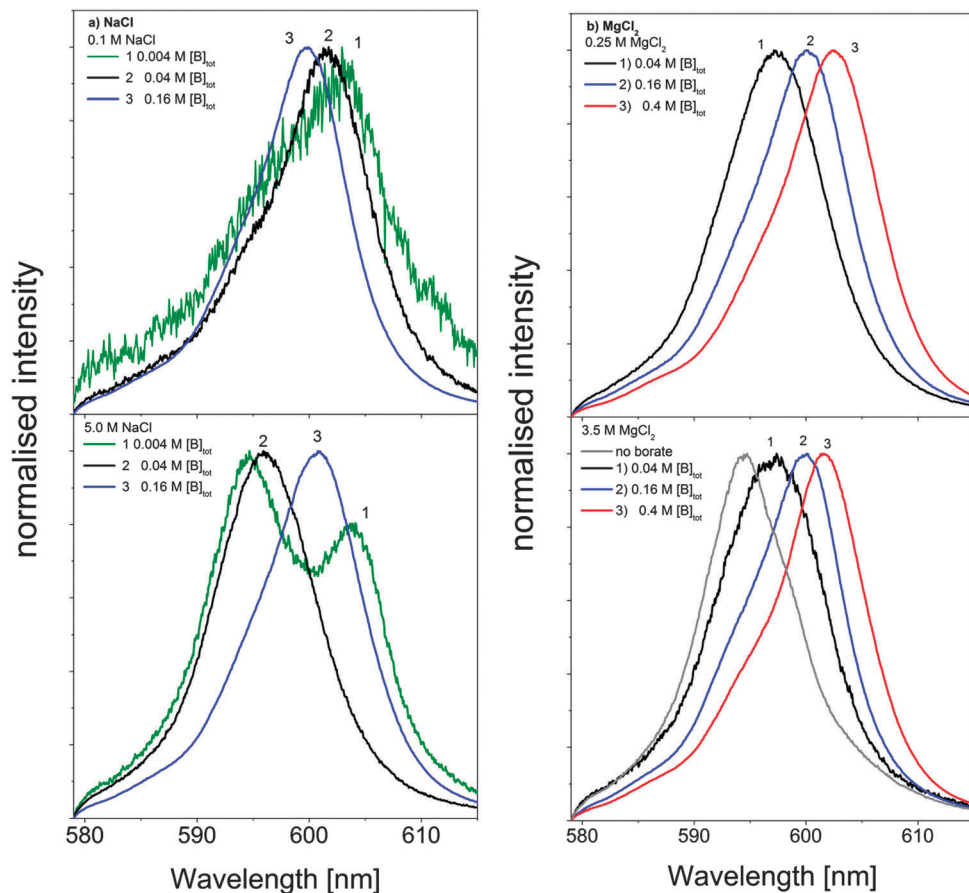 a) NaCl
0.1 M NaCl
1 0.004 M [B]tot
2 0.04 M [B]tot
3 0.16 M [B]tot
3
2
1
5.0 M NaCl
1 0.004 M [B]tot
2 0.04 M [B]tot
3 0.16 M [B]tot
2
3
1
normalised intensity
580
590
600
610
Wavelength [nm]
b) MgCl2
0.25 M MgCl2
1) 0.04 M [B]tot
2) 0.16 M [B]tot
3) 0.4 M [B]tot
1
2
3
3.5 M MgCl2
no borate
1) 0.04 M [B]tot
2) 0.16 M [B]tot
3) 0.4 M [B]tot
1
2
3
normalised intensity
580
590
600
610
Wavelength [nm]